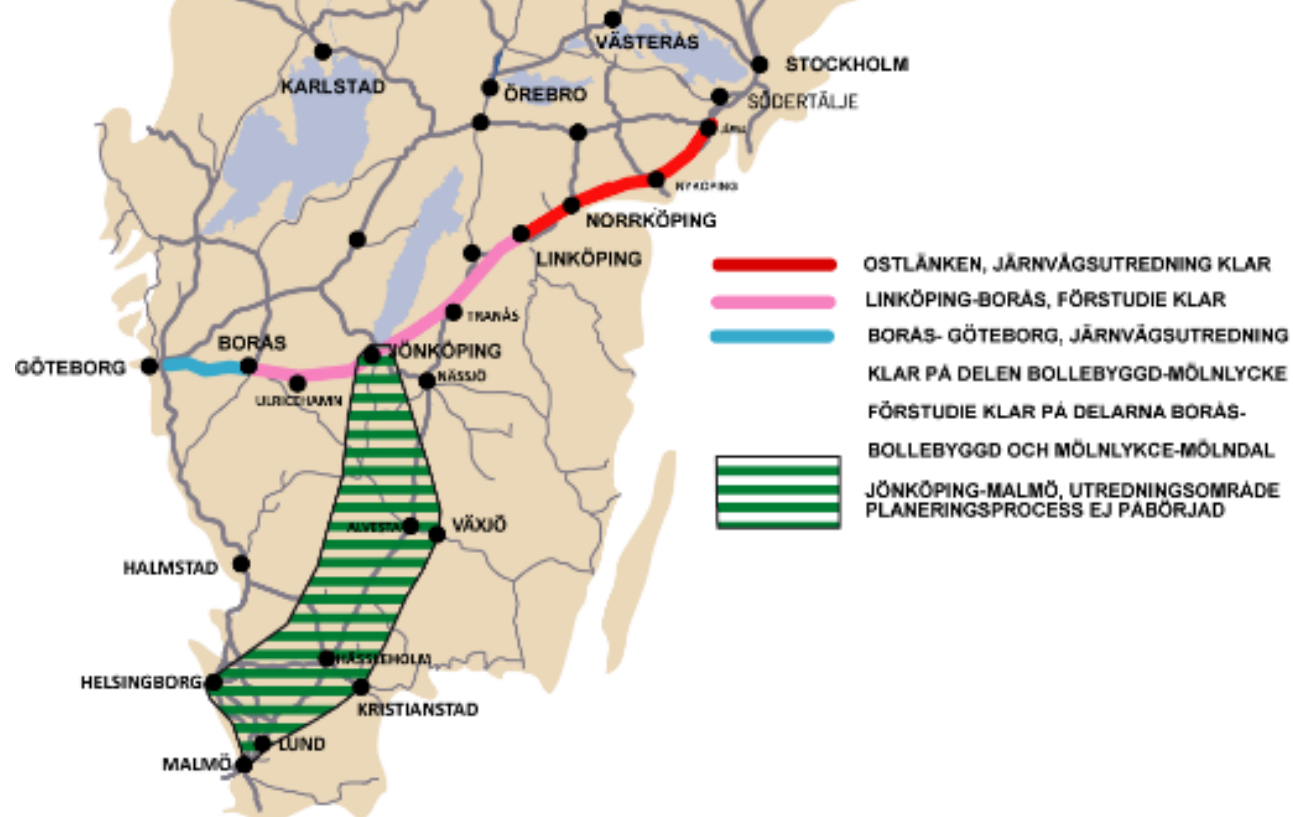 VÄSTERÅS
STOCKHOLM
KARLSTAD
ÖREBRO
SÖDERTÄLJE
NYKÖPING
NORRKÖPING
LINKÖPING
OSTLÄNKEN, JÄRNVÄGSUTREDNING KLAR
LINKÖPING-BORÅS, FÖRSTUDIE KLAR
TRANÅS
BORÅS- GÖTEBORG, JÄRNVÄGSUTREDNING
BORÅS
JÖNKÖPING
GÖTEBORG
NÄSSJÖ
KLAR PÅ DELEN BOLLEBYGGD-MÖLNLYCKE
ULRICEHAMN
FÖRSTUDIE KLAR PÅ DELARNA BORÅS-
BOLLEBYGGD OCH MÖLNLYKCE-MÖLNDAL
JÖNKÖPING-MALMÖ, UTREDNINGSOMRÅDE
PLANERINGSPROCESS EJ PÅBÖRJAD
ALVESTA
VÄXJÖ
HALMSTAD
HÄSSLEHOLM
HELSINGBORG
KRISTIANSTAD
LUND
MALMÖ